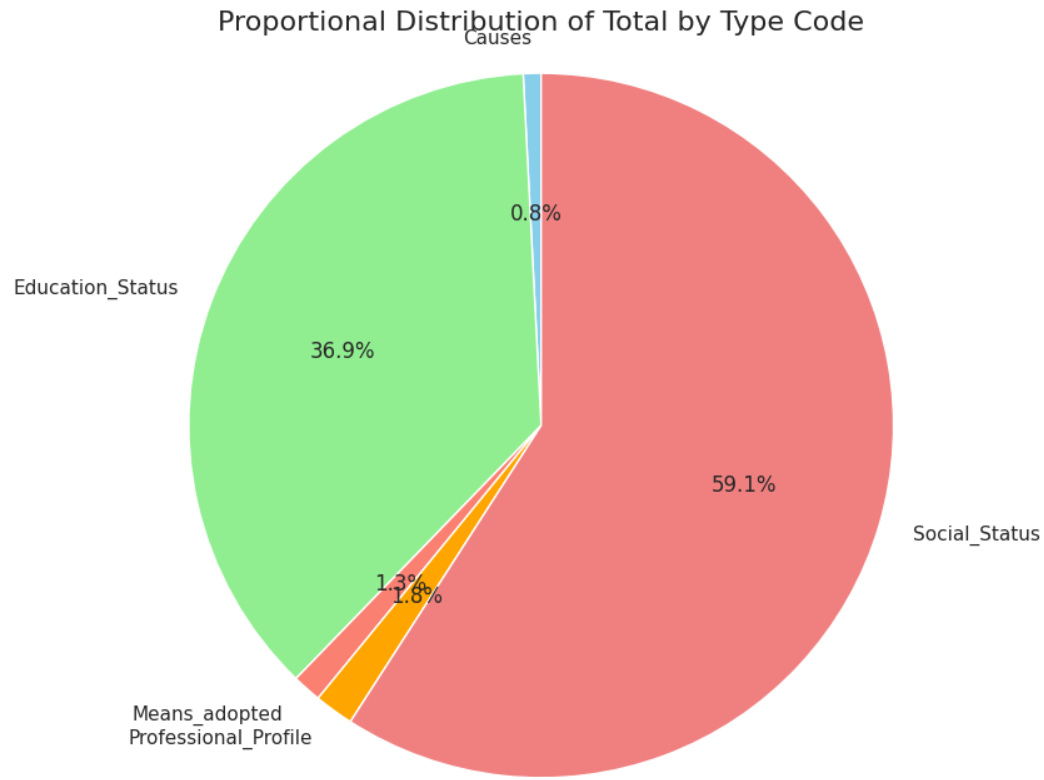 Proportional Distribution of Total by Type Code
Causes
0.8%
Education_Status
36.9%
59.1%
Social_Status
1.3%
1.8%
Means_adopted
Professional_Profile